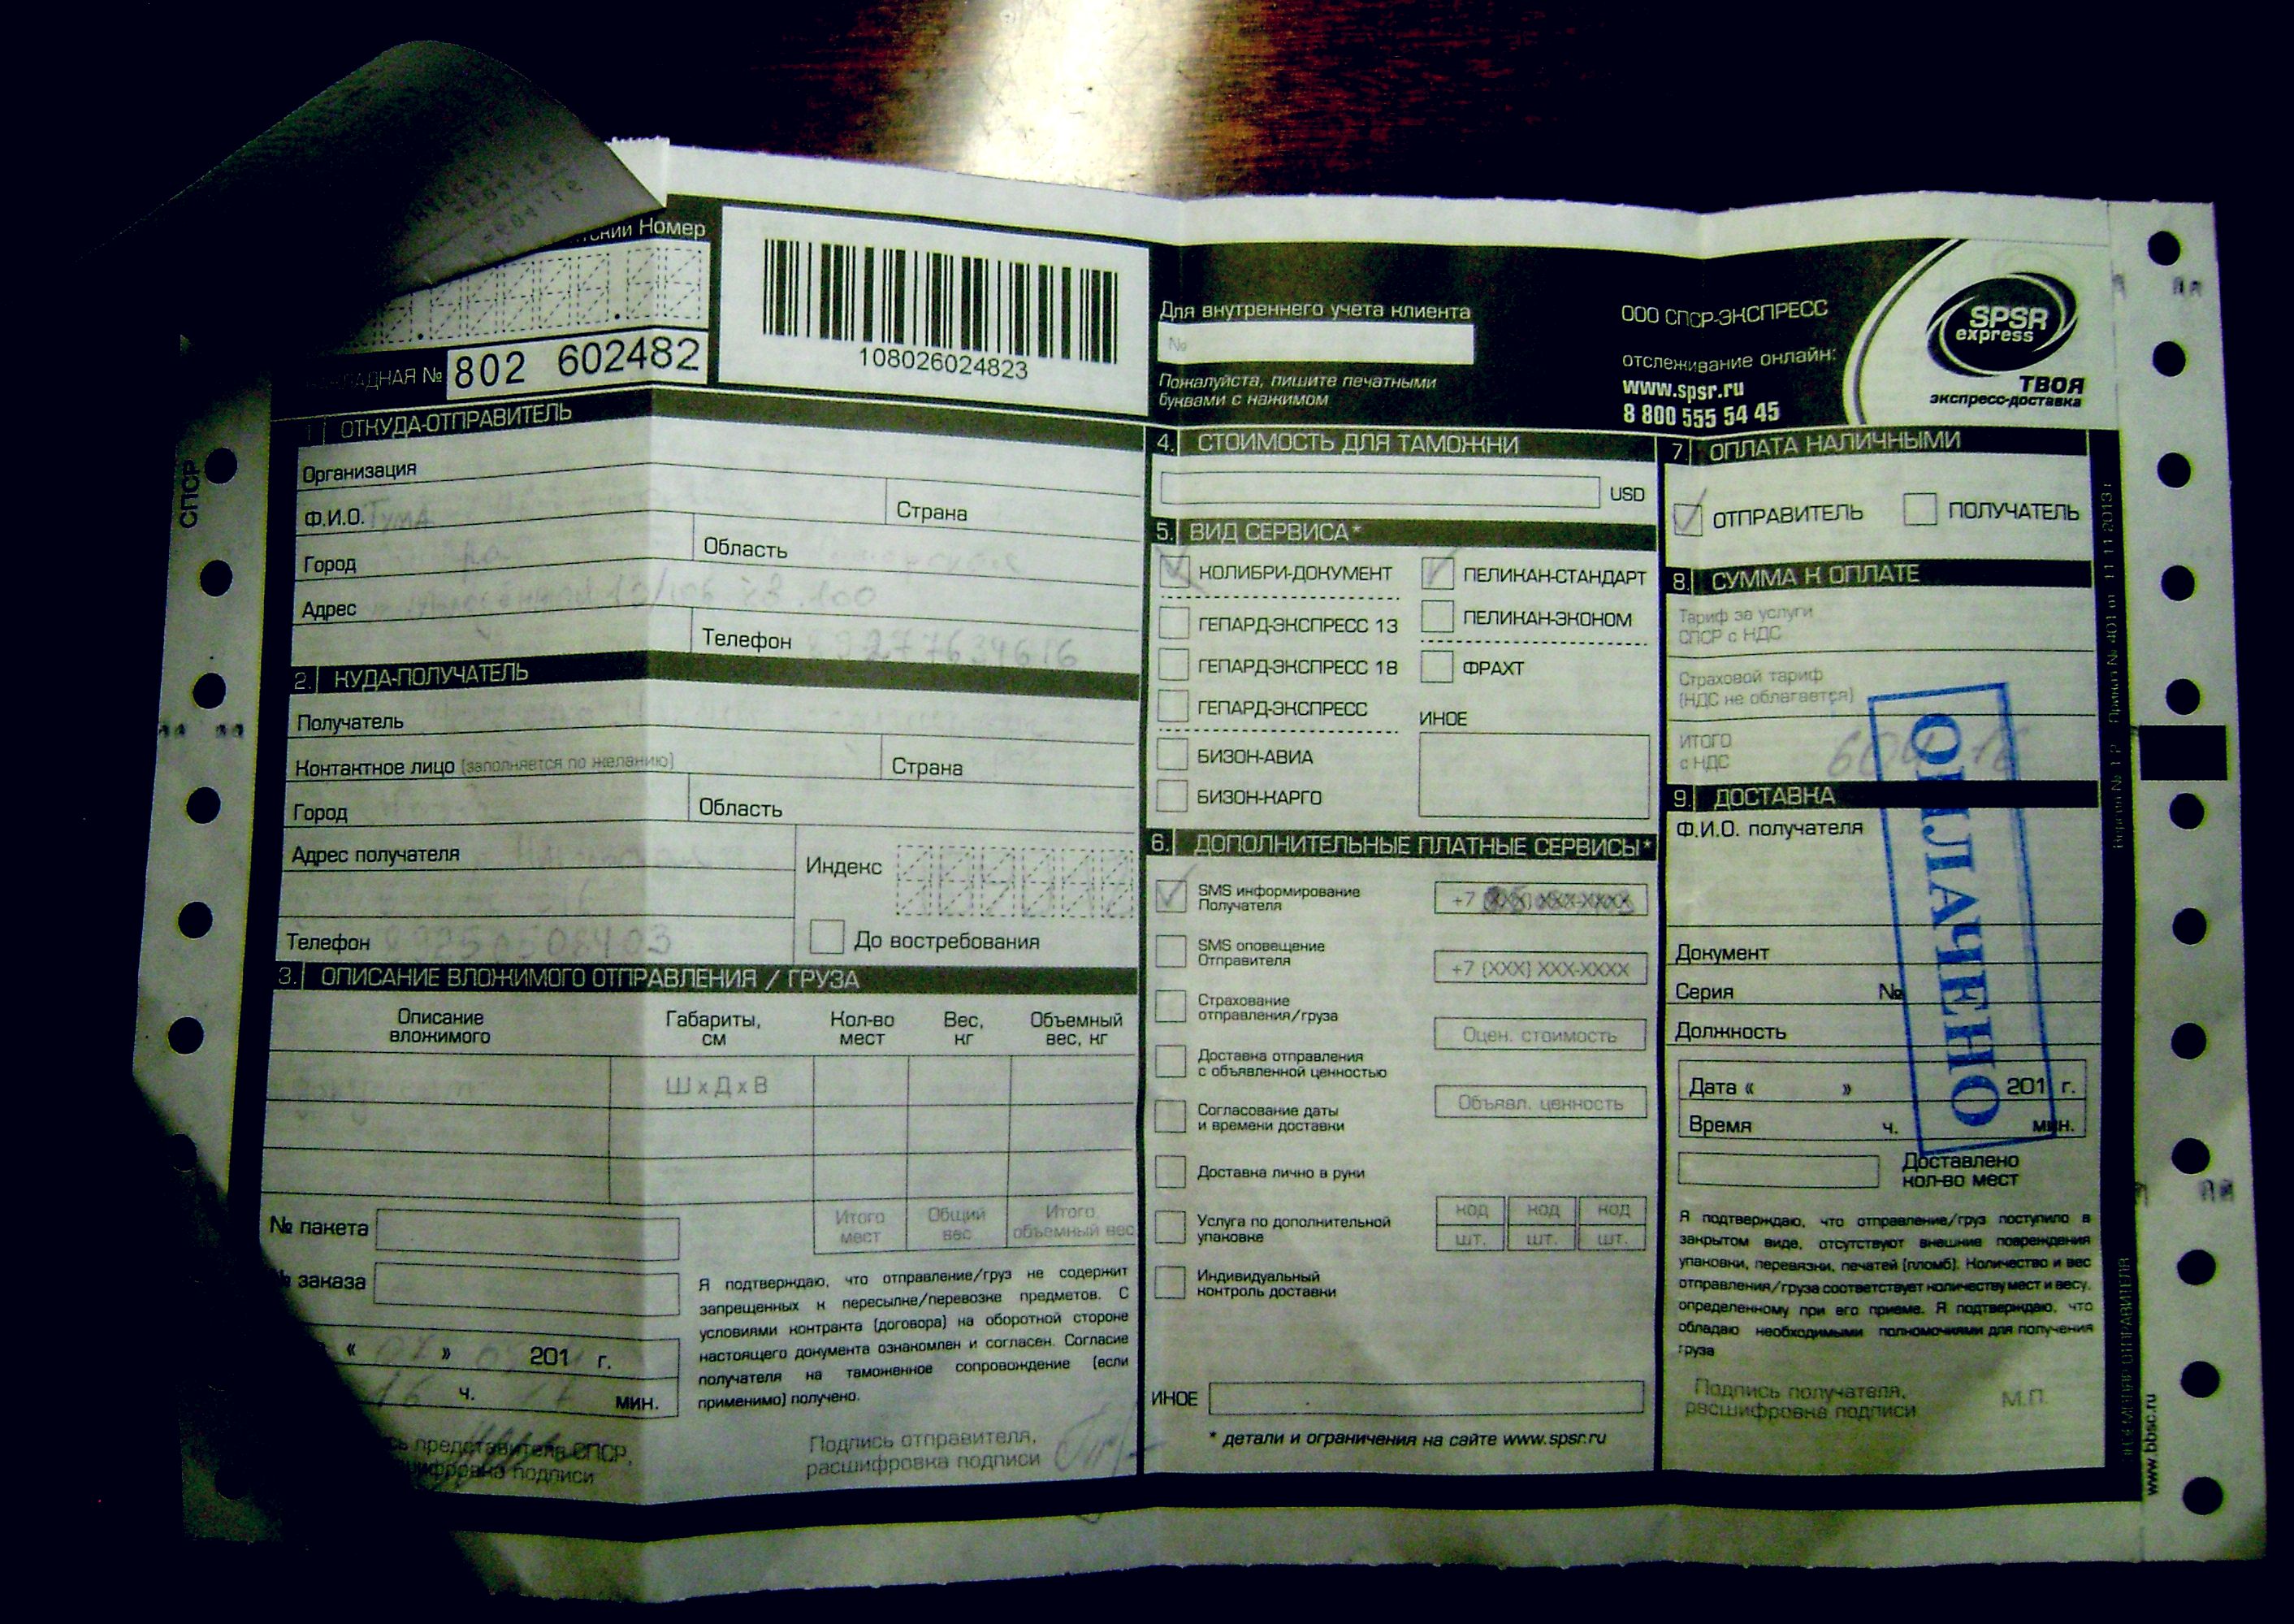 Номер
НАКЛАДНАЯ № 802 602482
108026024823
Для внутреннего учета клиента
№
Пожалуйста, пишите печатными
буквами с нажимом
ООО СПСР-ЭКСПРЕСС
отслеживание онлайн:
www.spsr.ru
8 800 555 54 45
SPSR
express
ТВОЯ
экспресс-доставка
СПСР
1. ОТКУДА-ОТПРАВИТЕЛЬ
Организация
Ф.И.О. Тума
Страна
Город
Область
Адрес
Телефон
2. КУДА-ПОЛУЧАТЕЛЬ
Получатель
Контактное лицо (заполняется по желанию)
Страна
Город
Область
Адрес получателя
Индекс
Телефон
До востребования
3. ОПИСАНИЕ ВЛОЖИМОГО ОТПРАВЛЕНИЯ / ГРУЗА
Описание
вложимого
Габариты,
см
Кол-во
мест
Вес,
кг
Объемный
вес, кг
Ш х Д х В
Итого
мест
Общий
вес
Итого
объемный вес
№ пакета
№ заказа
« » 201 г.
16 ч. мин.
Я подтверждаю, что отправление/груз не содержит
запрещенных к пересылке/перевозке предметов. С
условиями контракта (договора) на оборотной стороне
настоящего документа ознакомлен и согласен. Согласие
получателя на таможенное сопровождение (если
применимо) получено.
представителя СПСР,
расшифровка подписи
Подпись отправителя,
расшифровка подписи
4. СТОИМОСТЬ ДЛЯ ТАМОЖНИ
USD
5. ВИД СЕРВИСА*
КОЛИБРИ-ДОКУМЕНТ
ПЕЛИКАН-СТАНДАРТ
ГЕПАРД-ЭКСПРЕСС 13
ПЕЛИКАН-ЭКОНОМ
ГЕПАРД-ЭКСПРЕСС 18
ФРАХТ
ГЕПАРД-ЭКСПРЕСС
ИНОЕ
БИЗОН-АВИА
БИЗОН-КАРГО
6. ДОПОЛНИТЕЛЬНЫЕ ПЛАТНЫЕ СЕРВИСЫ*
SMS информирование
Получателя
+7 (XXX) XXX-XXXX
SMS оповещение
Отправителя
+7 (XXX) XXX-XXXX
Страхование
отправления/груза
Оцен. стоимость
Доставка отправления
с объявленной ценностью
Объявл. ценность
Согласование даты
и времени доставки
Доставка лично в руки
Услуга по дополнительной
упаковке
код код код
шт. шт. шт.
Индивидуальный
контроль доставки
ИНОЕ
* детали и ограничения на сайте www.spsr.ru
7. ОПЛАТА НАЛИЧНЫМИ
ОТПРАВИТЕЛЬ
ПОЛУЧАТЕЛЬ
8. СУММА К ОПЛАТЕ
Тариф за услуги
СПСР с НДС
Страховой тариф
(НДС не облагается)
ИТОГО
с НДС
ОПЛАЧЕНО
9. ДОСТАВКА
Ф.И.О. получателя
Документ
Серия №
Должность
Дата « » 201 г.
Время ч. мин.
Доставлено
кол-во мест
Я подтверждаю, что отправление/груз поступило в
закрытом виде, отсутствуют внешние повреждения
упаковки, перевязки, печатей (пломб). Количество и вес
отправления/груза соответствует количеству мест и весу,
определенному при его приеме. Я подтверждаю, что
обладаю необходимыми полномочиями для получения
груза
Подпись получателя,
расшифровка подписи
М.П.
www.bbsc.ru